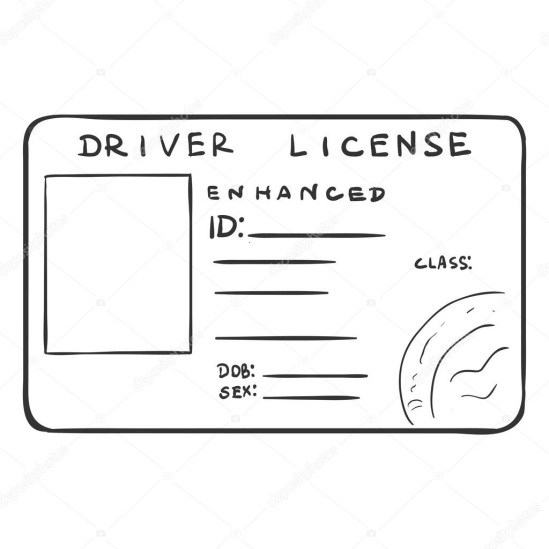 DRIVER LICENSE
ENHANCED
ID:
CLASS:
DOB:
SEX: